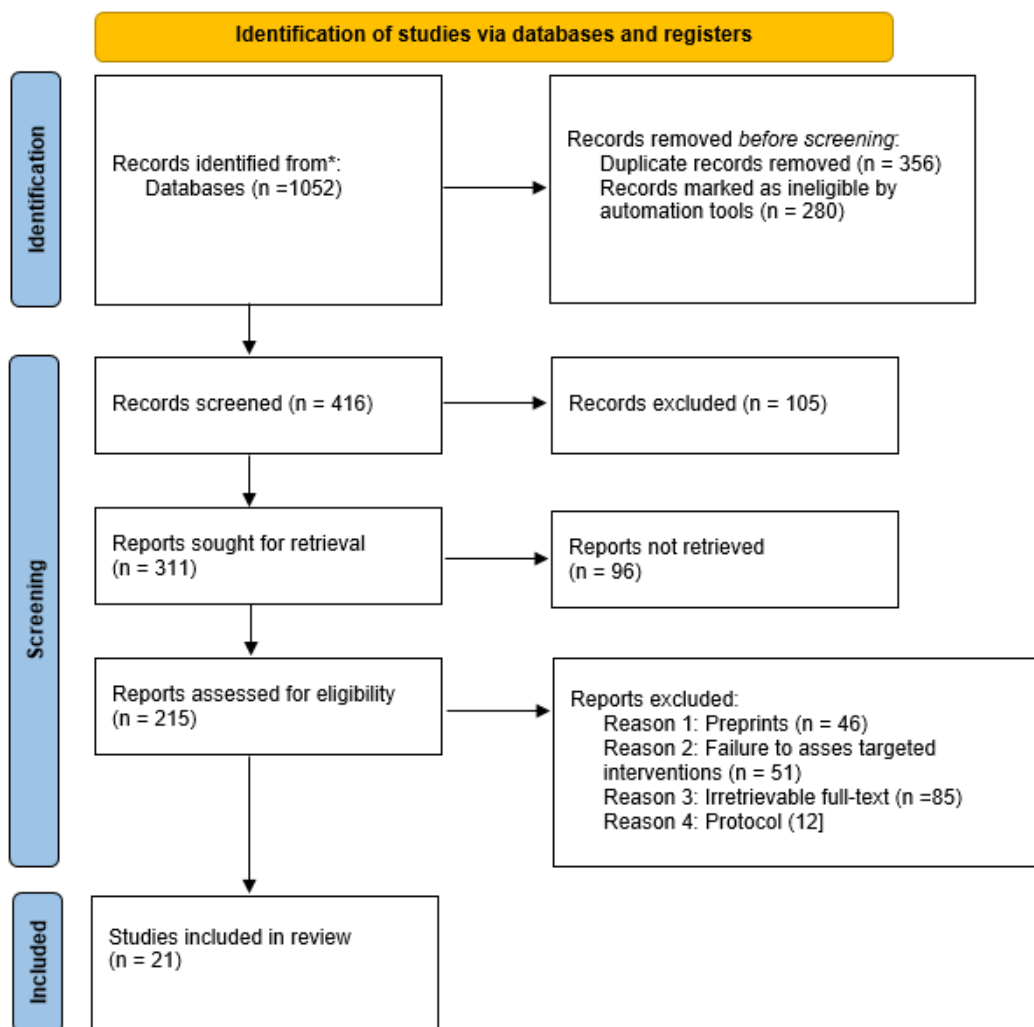 Identification of studies via databases and registers
Identification
Records identified from*:
Databases (n =1052)
Records removed before screening:
Duplicate records removed (n = 356)
Records marked as ineligible by
automation tools (n = 280)
Screening
Records screened (n = 416)
Records excluded (n = 105)
Reports sought for retrieval
(n = 311)
Reports not retrieved
(n = 96)
Reports assessed for eligibility
(n = 215)
Reports excluded:
Reason 1: Preprints (n = 46)
Reason 2: Failure to asses targeted
interventions (n = 51)
Reason 3: Irretrievable full-text (n =85)
Reason 4: Protocol (12]
Included
Studies included in review
(n = 21)